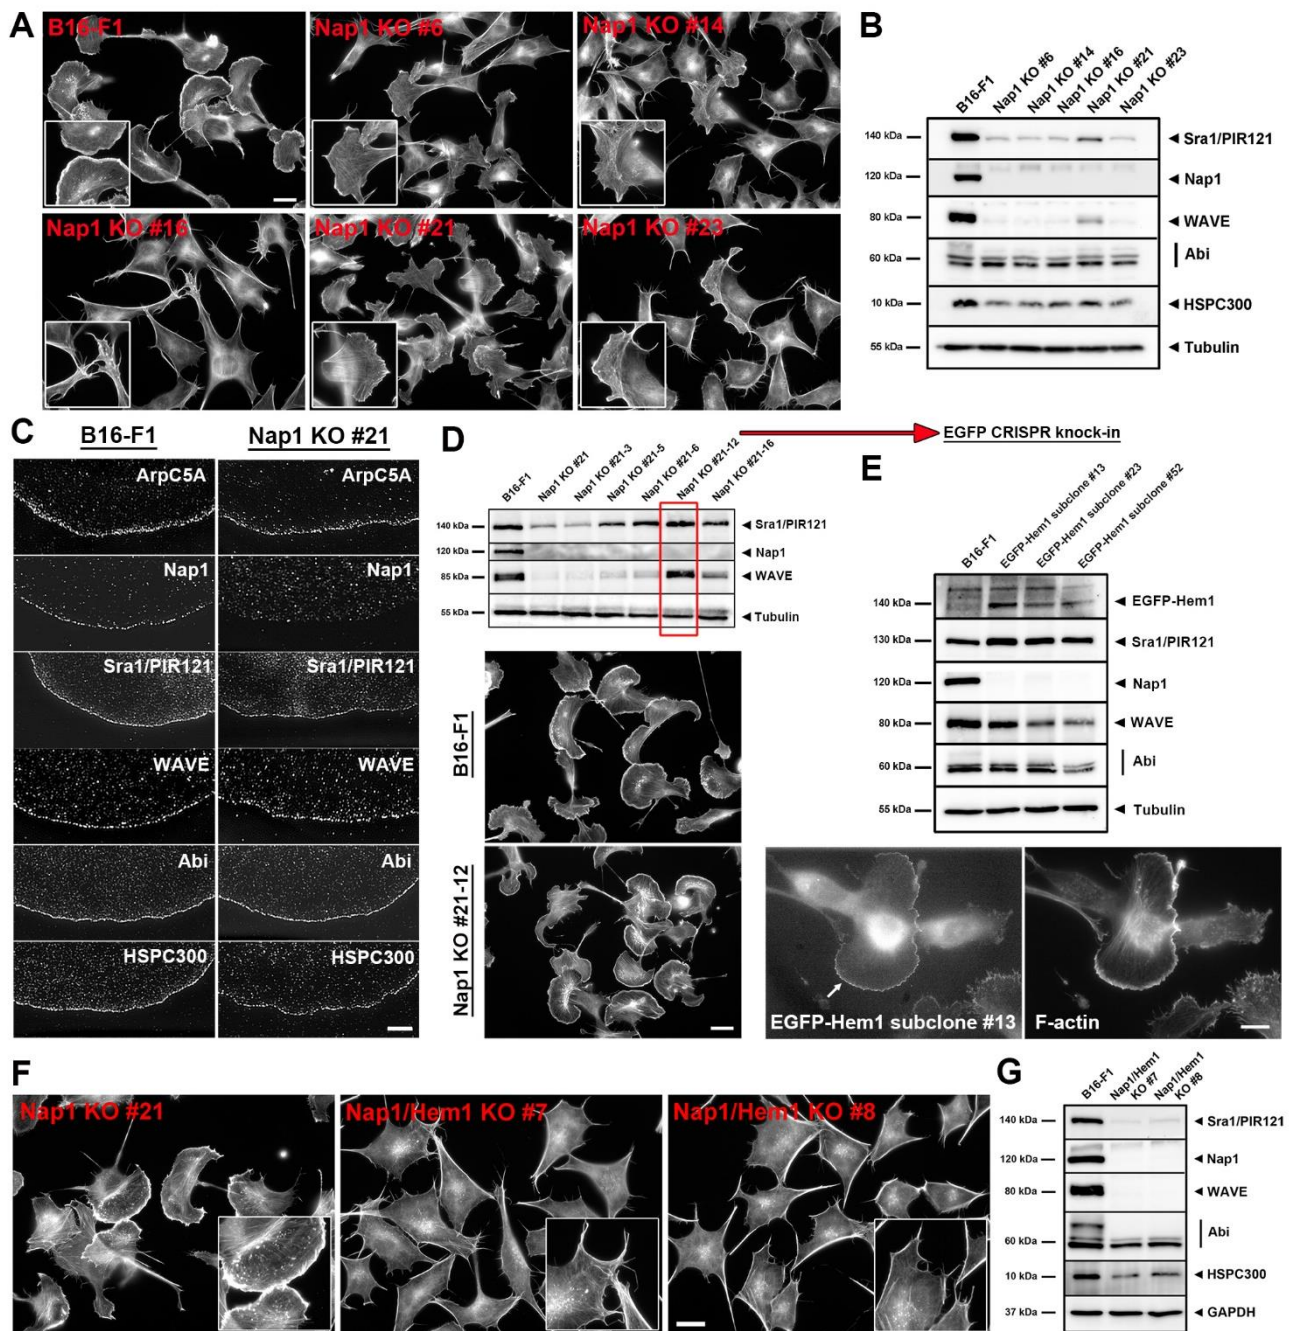 A
B16-F1
Nap1 KO #6
Nap1 KO #14
Nap1 KO #16
Nap1 KO #21
Nap1 KO #23
B
B16-F1
Nap1 KO #6
Nap1 KO #14
Nap1 KO #16
Nap1 KO #21
Nap1 KO #23
140 kDa
Sra1/PIR121
120 kDa
Nap1
80 kDa
WAVE
60 kDa
Abi
10 kDa
HSPC300
55 kDa
Tubulin
C
B16-F1
Nap1 KO #21
ArpC5A
ArpC5A
Nap1
Nap1
Sra1/PIR121
Sra1/PIR121
WAVE
WAVE
Abi
Abi
HSPC300
HSPC300
D
B16-F1
Nap1 KO #21
Nap1 KO #21-3
Nap1 KO #21-5
Nap1 KO #21-6
Nap1 KO #21-12
Nap1 KO #21-16
140 kDa
Sra1/PIR121
120 kDa
Nap1
85 kDa
WAVE
55 kDa
Tubulin
B16-F1
Nap1 KO #21-12
EGFP CRISPR knock-in
E
B16-F1
EGFP-Hem1 subclone #13
EGFP-Hem1 subclone #23
EGFP-Hem1 subclone #52
140 kDa
EGFP-Hem1
130 kDa
Sra1/PIR121
120 kDa
Nap1
80 kDa
WAVE
60 kDa
Abi
55 kDa
Tubulin
EGFP-Hem1 subclone #13
F-actin
F
Nap1 KO #21
Nap1/Hem1 KO #7
Nap1/Hem1 KO #8
G
B16-F1
Nap1/Hem1
KO #7
Nap1/Hem1
KO #8
140 kDa
Sra1/PIR121
120 kDa
Nap1
80 kDa
WAVE
60 kDa
Abi
10 kDa
HSPC300
37 kDa
GAPDH